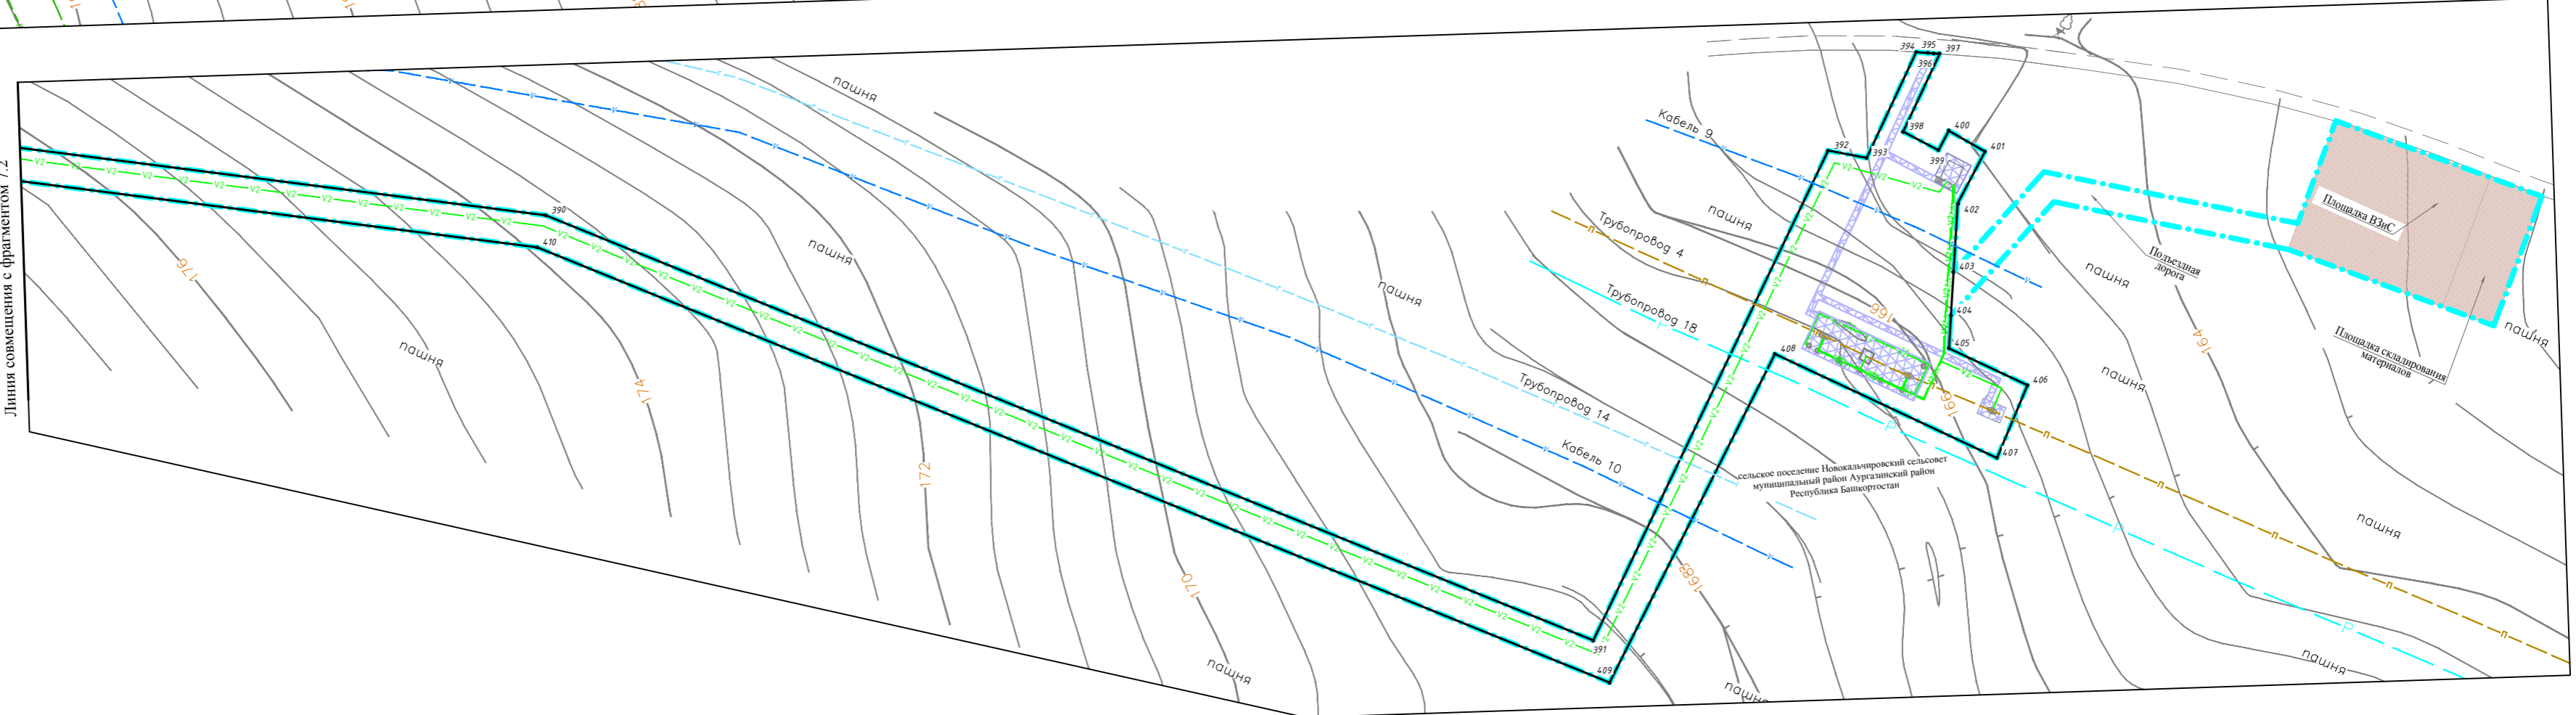 Линия совмещения с фрагментом 7.2
394
395
397
396
398
400
401
399
392
393
402
403
404
405
406
407
408
390
410
391
409
Кабель 9
Трубопровод 4
Трубопровод 18
Трубопровод 14
Кабель 10
пашня
пашня
пашня
пашня
пашня
пашня
пашня
пашня
пашня
пашня
пашня
пашня
176
174
172
170
168
166
166
164
сельское поселение Новокальчировский сельсовет
муниципальный район Аургазинский район
Республика Башкортостан
Подъездная
дорога
Площадка ВЗиС
Площадка складирования
материалов
V2